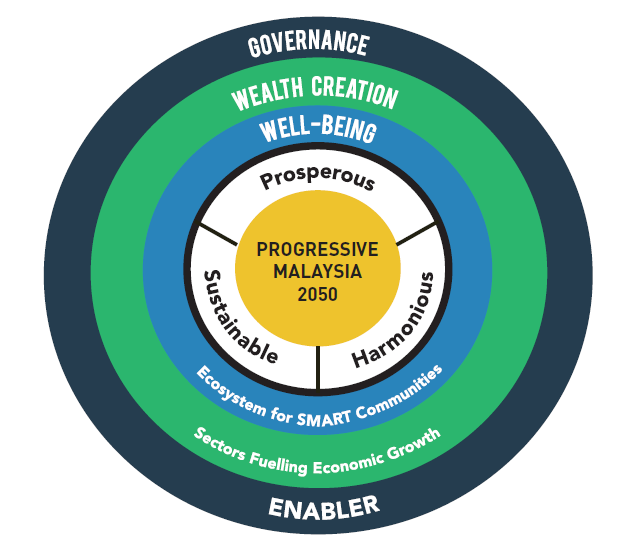 GOVERNANCE
WEALTH CREATION
WELL-BEING
Prosperous
PROGRESSIVE
MALAYSIA
2050
Sustainable
Harmonious
Ecosystem for SMART Communities
Sectors Fuelling Economic Growth
ENABLER